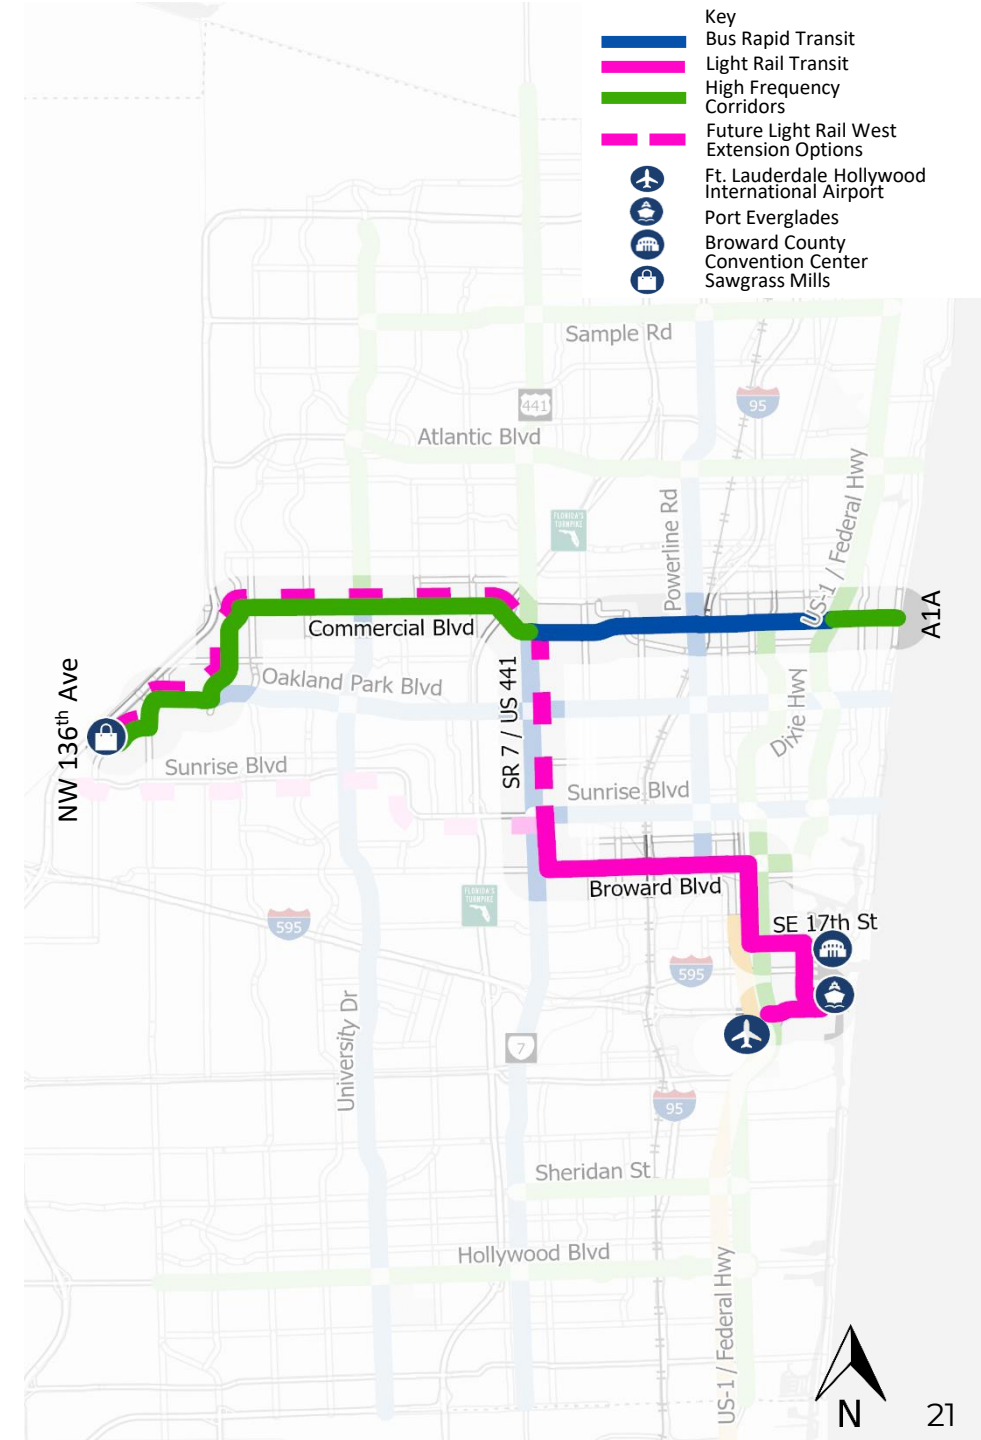 Key
Bus Rapid Transit
Light Rail Transit
High Frequency
Corridors
Future Light Rail West
Extension Options
Ft. Lauderdale Hollywood
International Airport
Port Everglades
Broward County
Convention Center
Sawgrass Mills
Sample Rd
441
95
Atlantic Blvd
FLORIDA'S
TURNPIKE
Powerline Rd
US-1 / Federal Hwy
A1A
Commercial Blvd
NW 136th Ave
Oakland Park Blvd
SR 7 / US 441
Dixie Hwy
Sunrise Blvd
Sunrise Blvd
Broward Blvd
FLORIDA'S
TURNPIKE
595
SE 17th St
595
University Dr
7
95
Sheridan St
Hollywood Blvd
US-1 / Federal Hwy
N
21